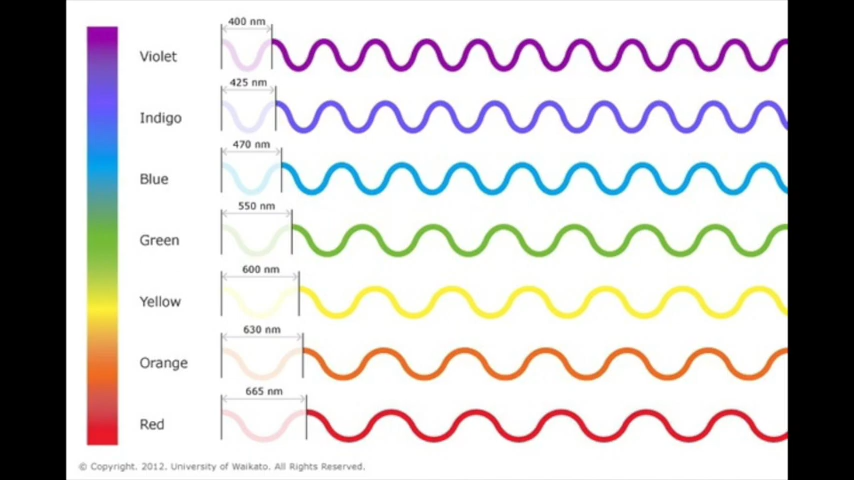 400 nm
Violet
425 nm
Indigo
470 nm
Blue
550 nm
Green
600 nm
Yellow
630 nm
Orange
665 nm
Red
© Copyright. 2012. University of Waikato. All Rights Reserved.